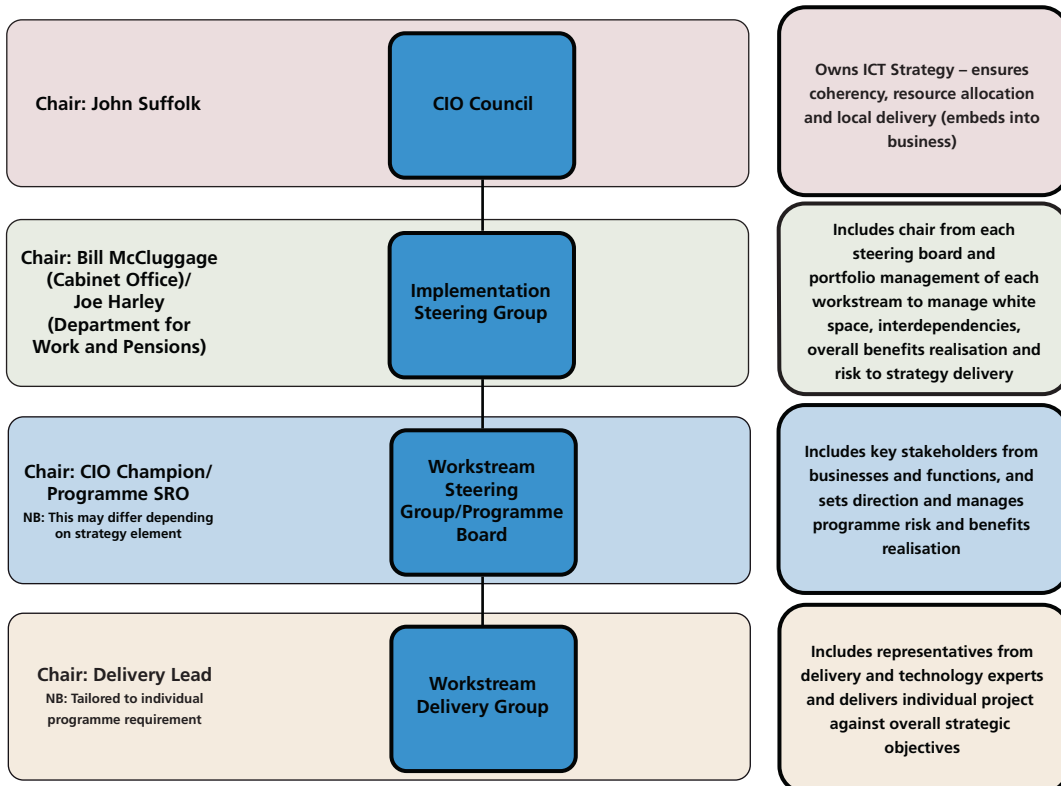 Chair: John Suffolk
CIO Council
Owns ICT Strategy – ensures
coherency, resource allocation
and local delivery (embeds into
business)
Chair: Bill McCluggage
(Cabinet Office)/
Joe Harley
(Department for
Work and Pensions)
Implementation
Steering Group
Includes chair from each
steering board and
portfolio management of each
workstream to manage white
space, interdependencies,
overall benefits realisation and
risk to strategy delivery
Chair: CIO Champion/
Programme SRO
NB: This may differ depending
on strategy element
Workstream
Steering
Group/Programme
Board
Includes key stakeholders from
businesses and functions, and
sets direction and manages
programme risk and benefits
realisation
Chair: Delivery Lead
NB: Tailored to individual
programme requirement
Workstream
Delivery Group
Includes representatives from
delivery and technology experts
and delivers individual project
against overall strategic
objectives